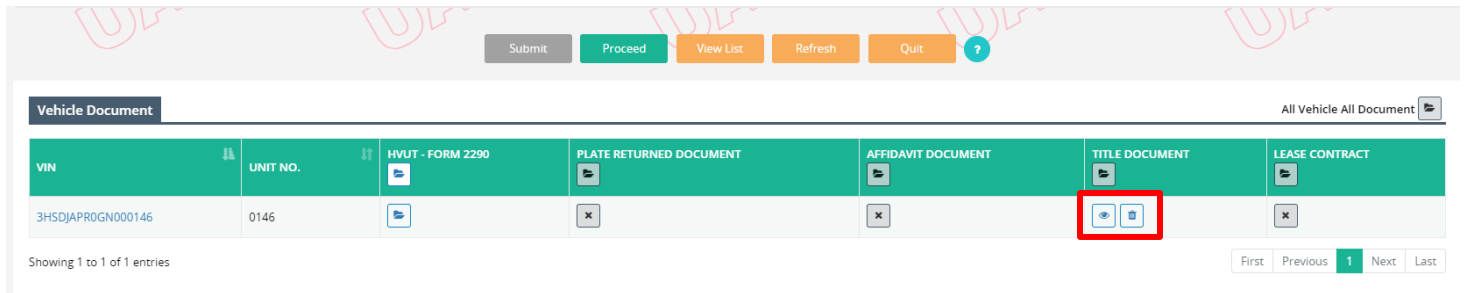 Submit Proceed View List Refresh Quit ?
Vehicle Document All Vehicle All Document
VIN UNIT NO. HVUT - FORM 2290 PLATE RETURNED DOCUMENT AFFIDAVIT DOCUMENT TITLE DOCUMENT LEASE CONTRACT
3HSDJAPR0GN000146 0146
Showing 1 to 1 of 1 entries First Previous 1 Next Last